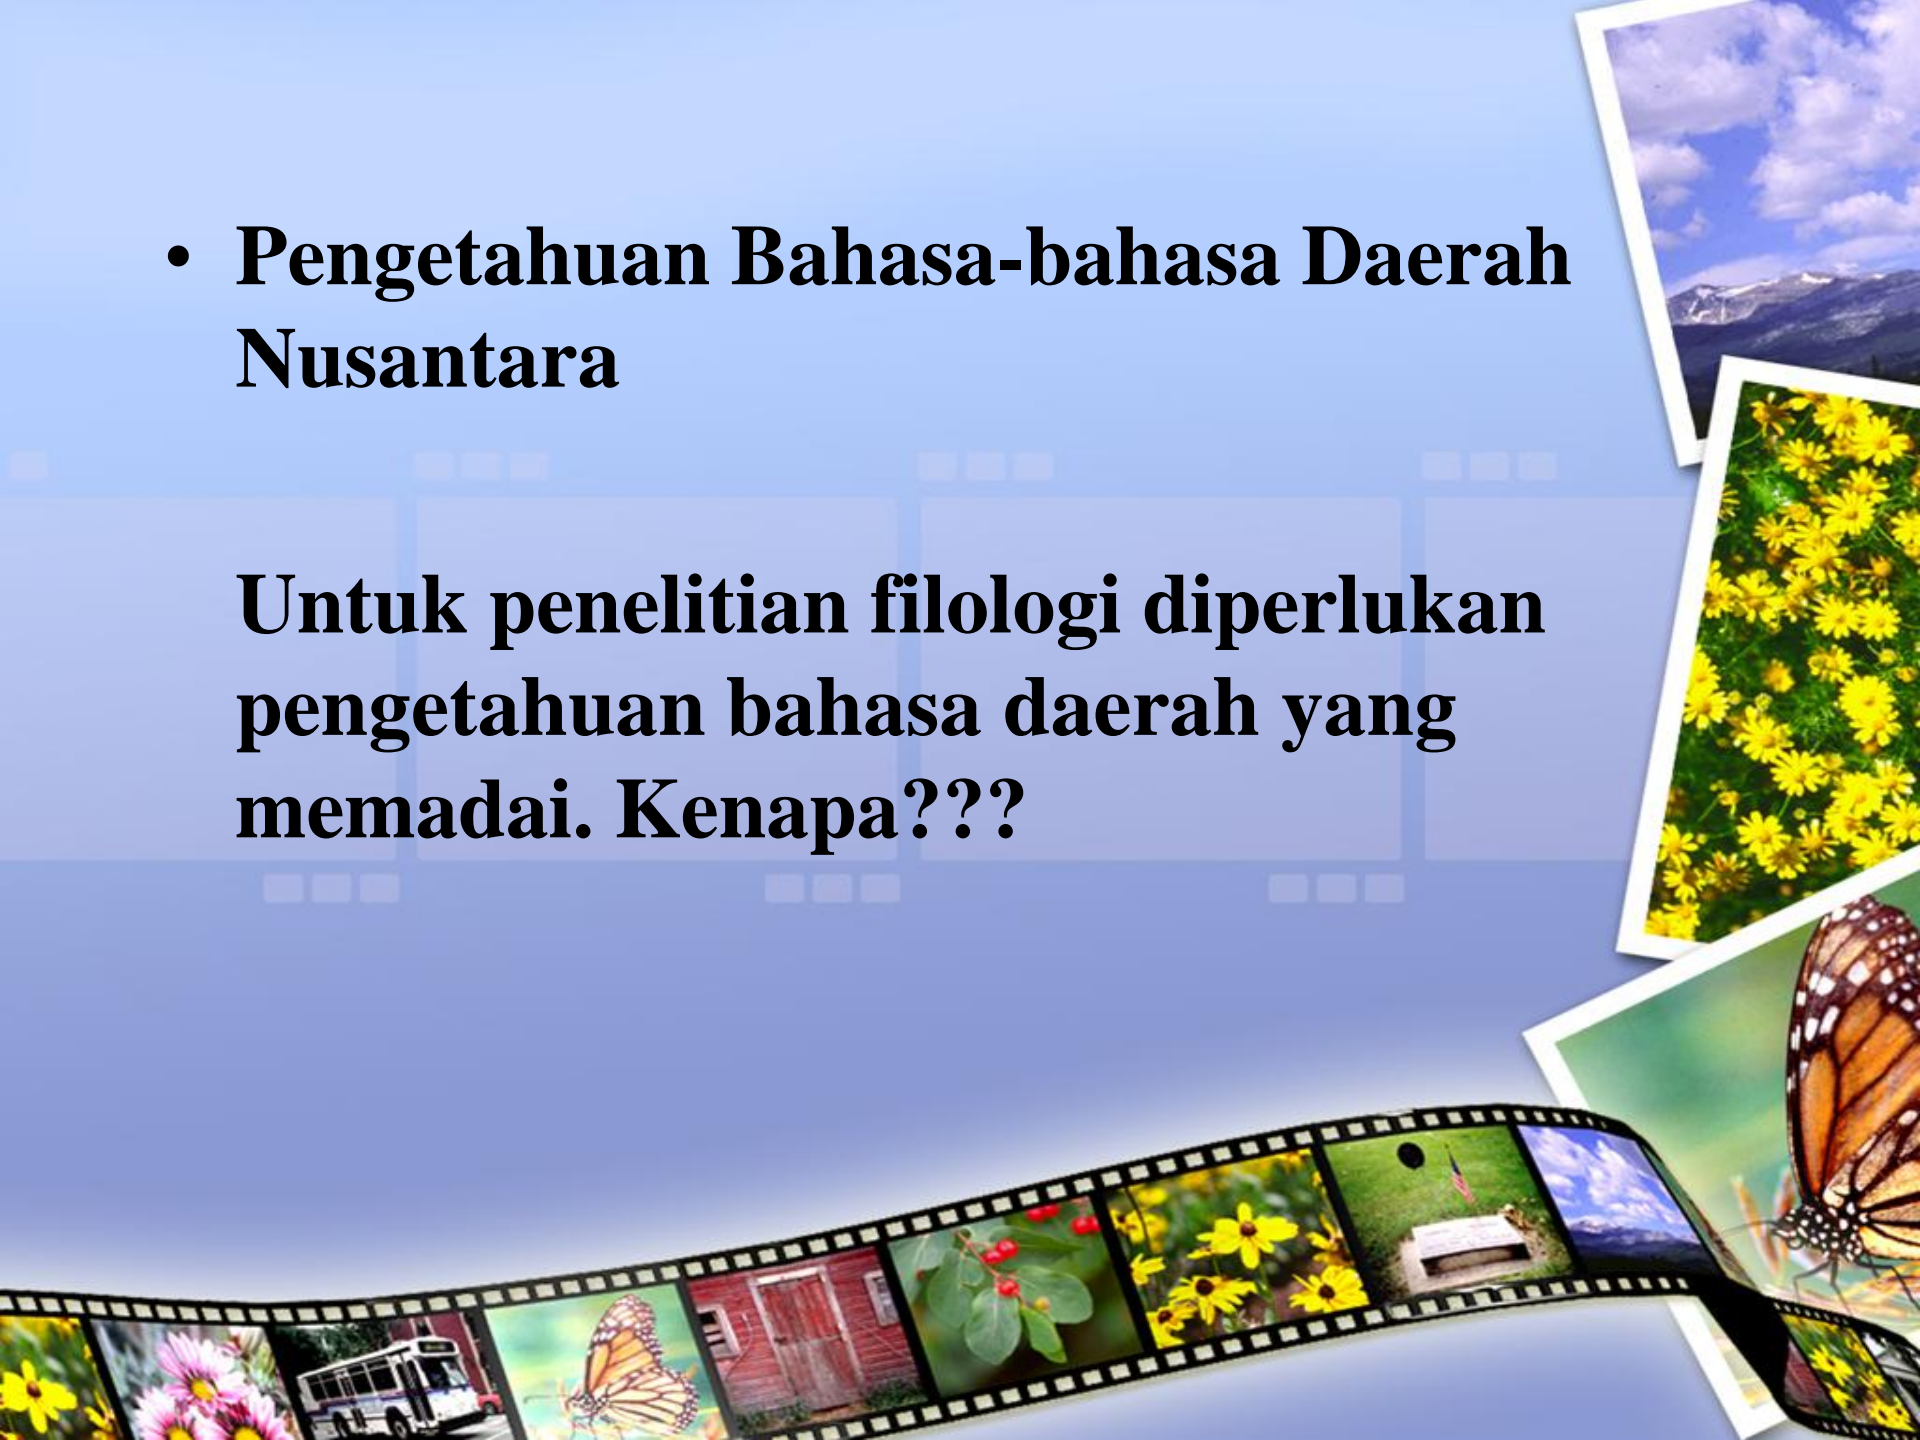 • Pengetahuan Bahasa-bahasa Daerah
Nusantara
Untuk penelitian filologi diperlukan
pengetahuan bahasa daerah yang
memadai. Kenapa???